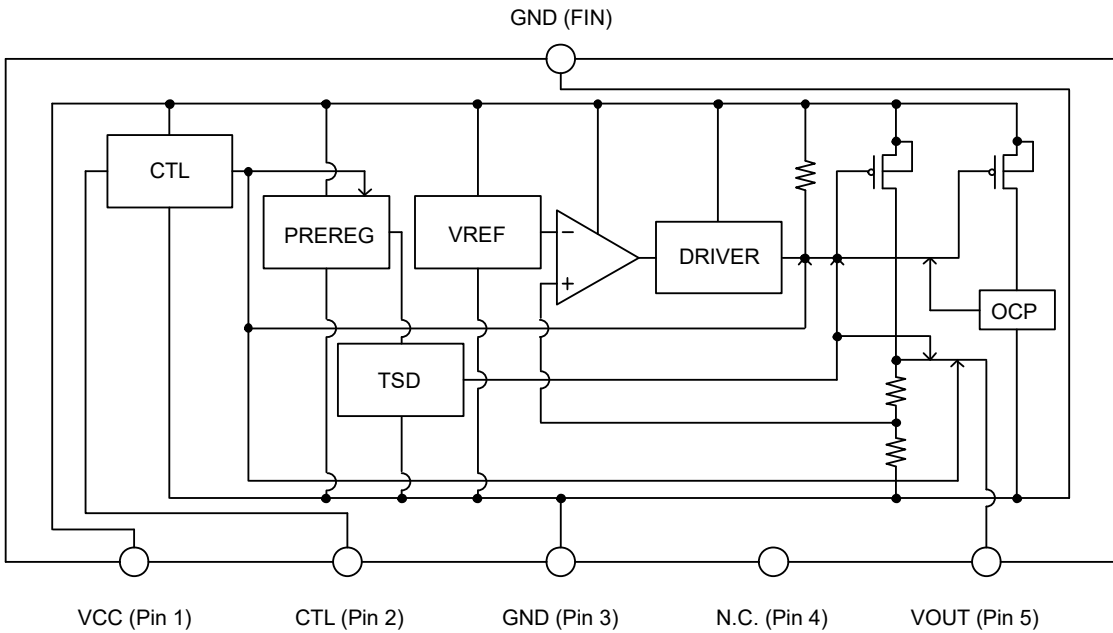 GND (FIN)
CTL
PREREG
VREF
−
+
DRIVER
OCP
TSD
VCC (Pin 1)
CTL (Pin 2)
GND (Pin 3)
N.C. (Pin 4)
VOUT (Pin 5)